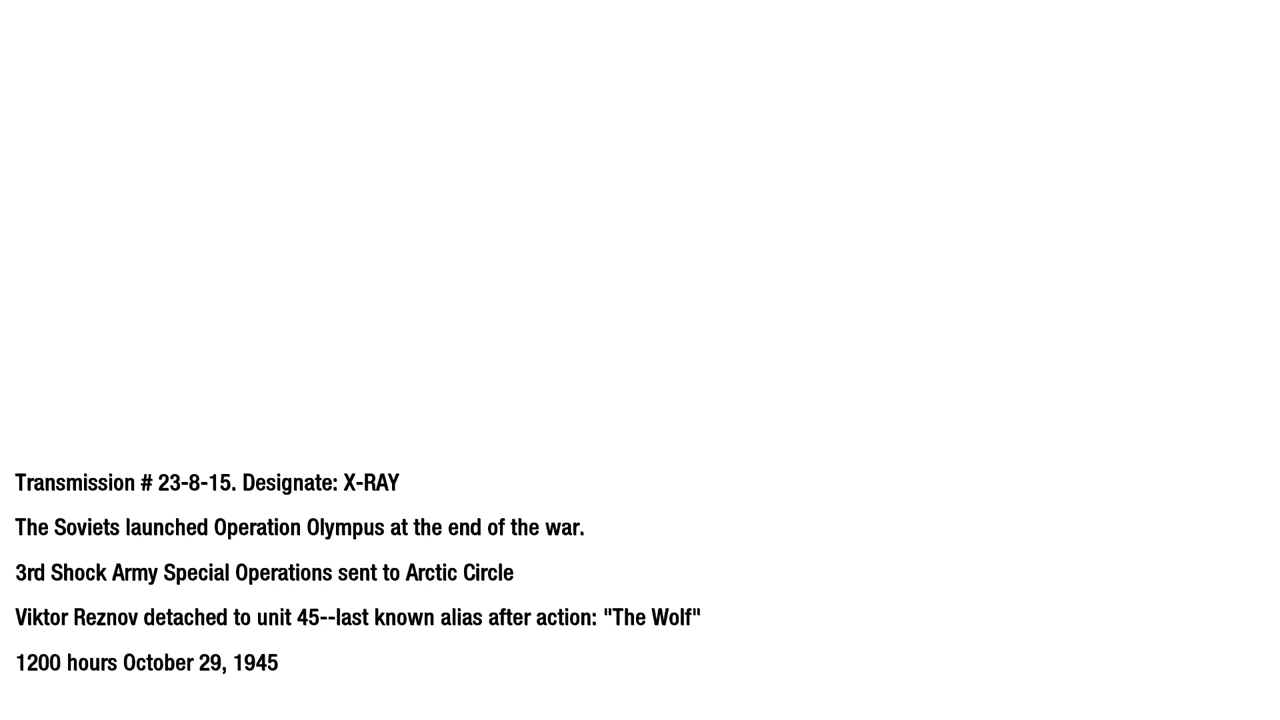 Transmission # 23-8-15. Designate: X-RAY
The Soviets launched Operation Olympus at the end of the war.
3rd Shock Army Special Operations sent to Arctic Circle
Viktor Reznov detached to unit 45--last known alias after action: "The Wolf"
1200 hours October 29, 1945